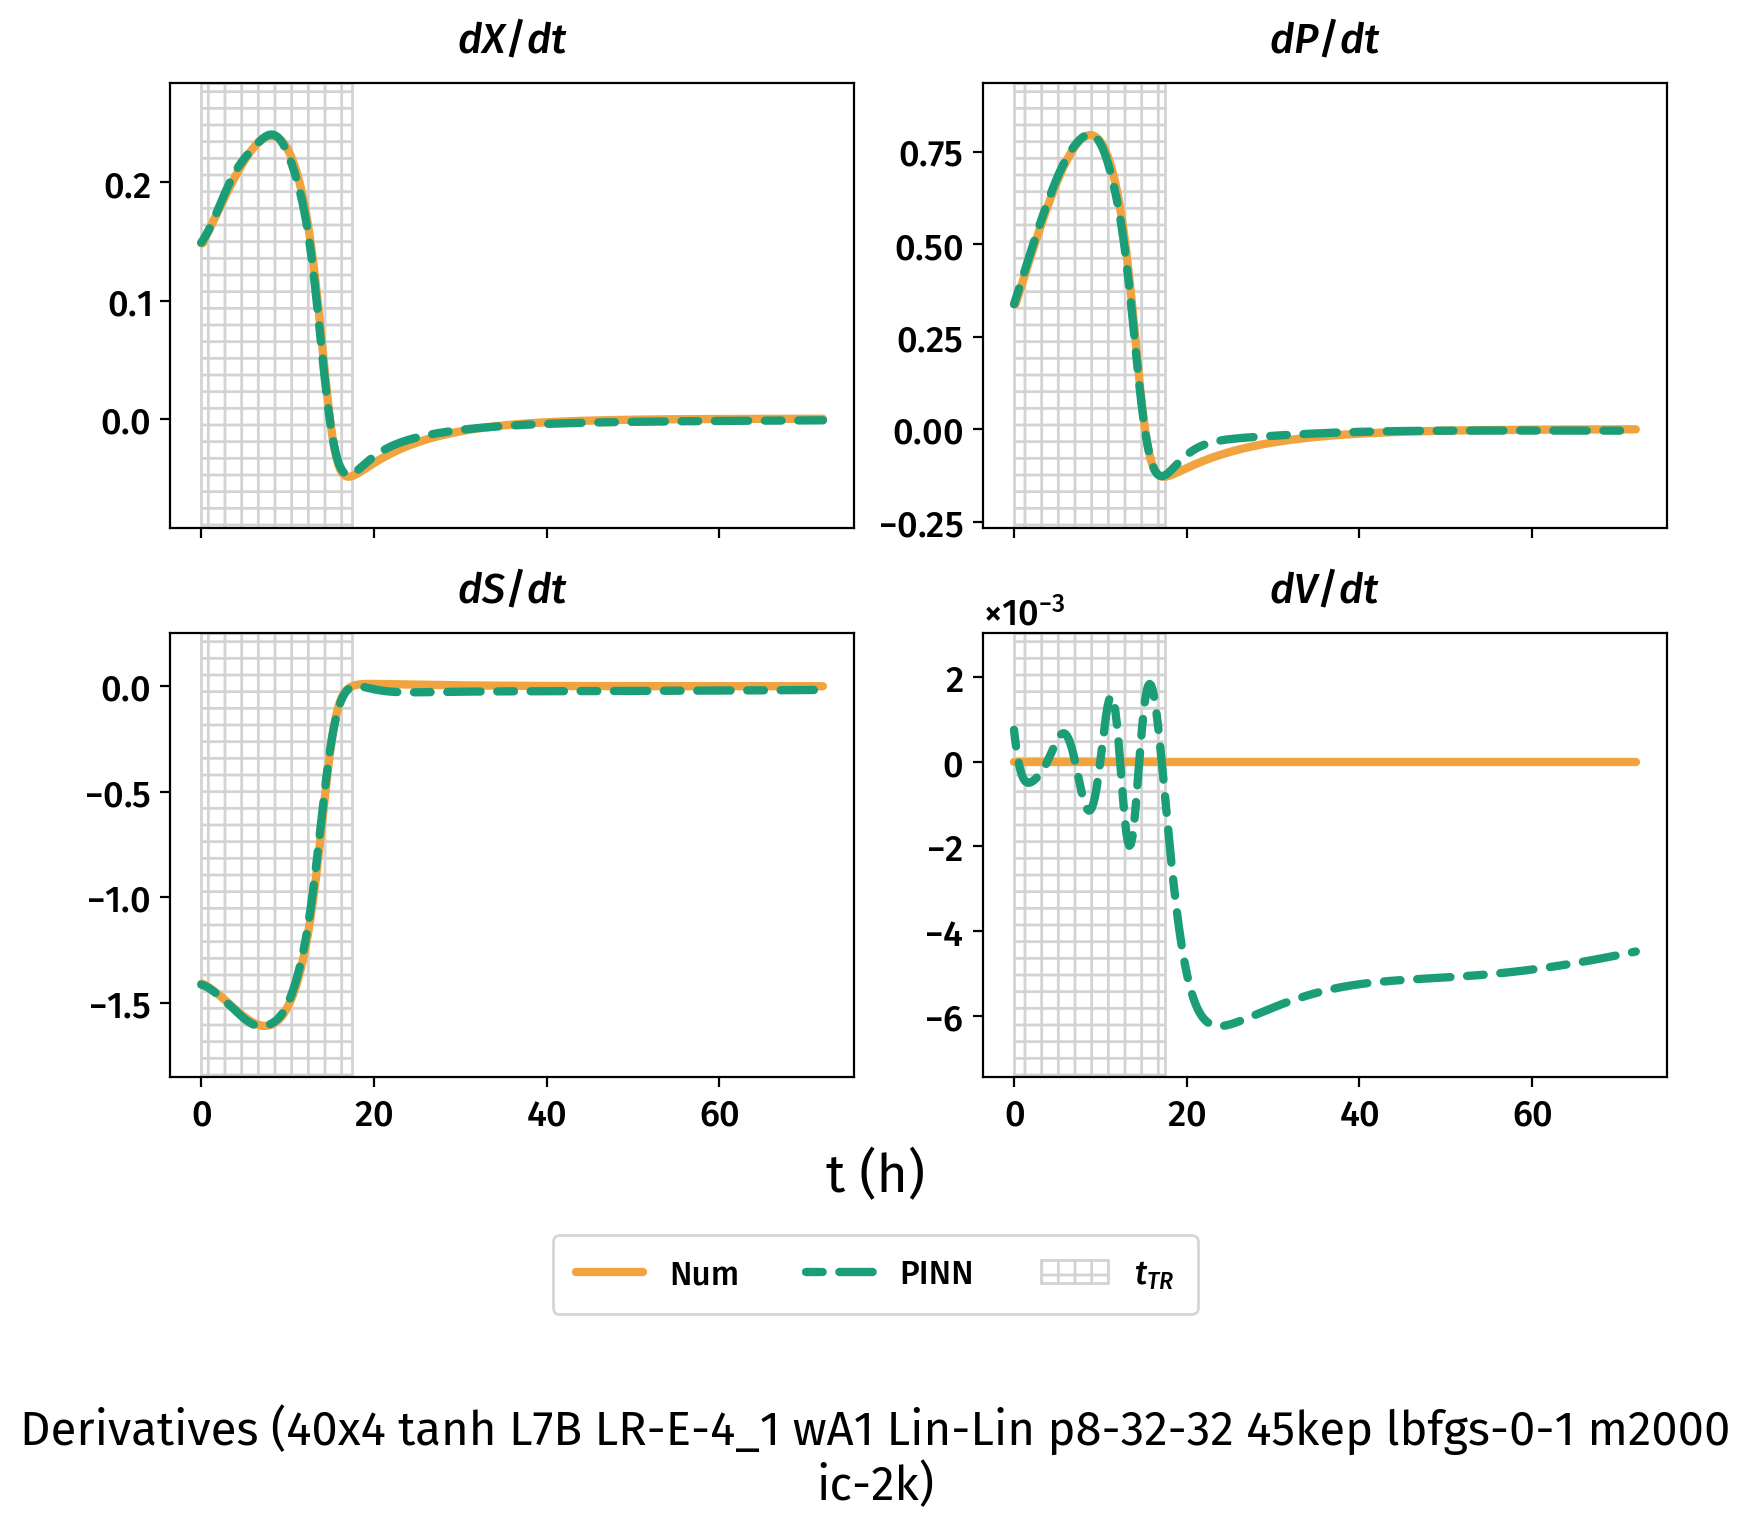 dX/dt
dP/dt
0.2
0.1
0.0
0.75
0.50
0.25
0.00
−0.25
dS/dt
dV/dt
×10⁻³
0.0
−0.5
−1.0
−1.5
2
0
−2
−4
−6
0 20 40 60
0 20 40 60
t (h)
Num PINN t_TR
Derivatives (40x4 tanh L7B LR-E-4_1 wA1 Lin-Lin p8-32-32 45kep lbfgs-0-1 m2000
ic-2k)